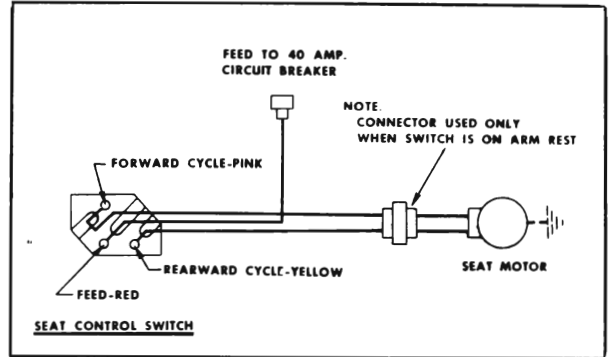 FEED TO 40 AMP.
CIRCUIT BREAKER
NOTE.
CONNECTOR USED ONLY
WHEN SWITCH IS ON ARM REST
FORWARD CYCLE-PINK
REARWARD CYCLE-YELLOW
SEAT MOTOR
FEED-RED
SEAT CONTROL SWITCH